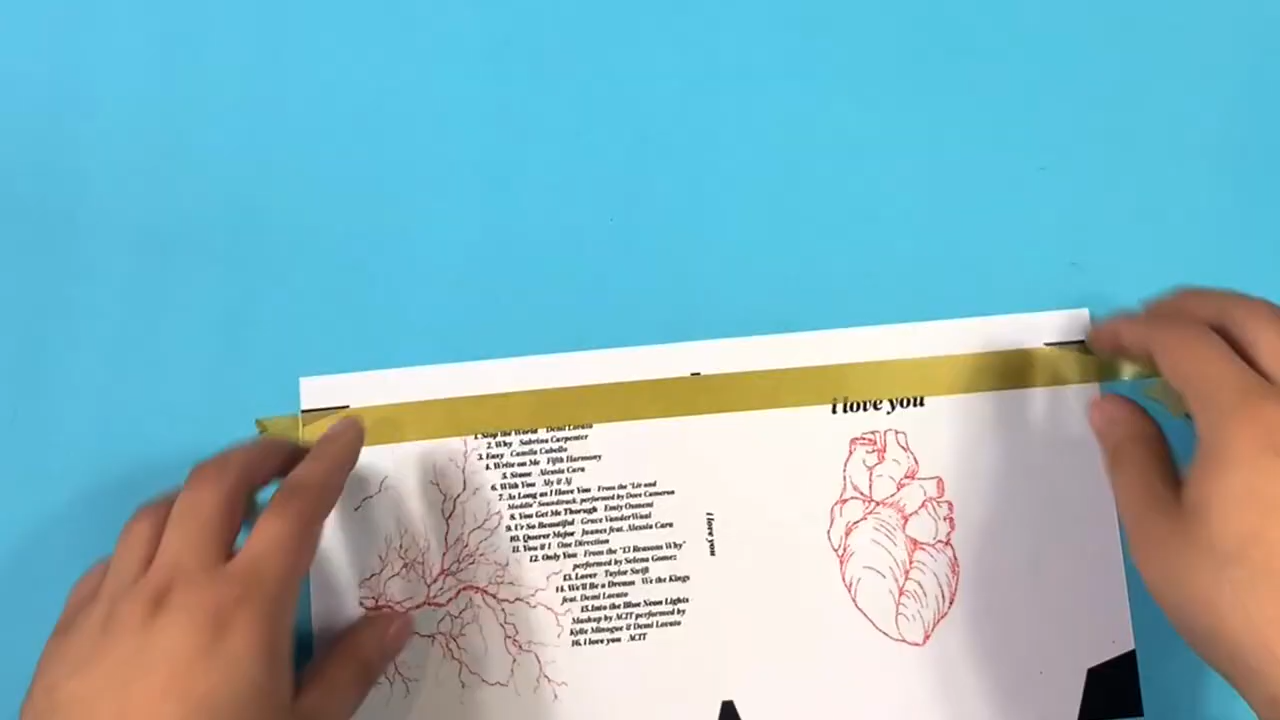 1. Stop the World · Demi Lovato
2. Why · Sabrina Carpenter
3. Easy · Camila Cabello
4. Write on Me · Fifth Harmony
5. Stone · Alessia Cara
6. With You · Aly & Aj
7. As Long as I Have You · From the "Liv and
Maddie" Soundtrack, performed by Dove Cameron
8. You Get Me Thorugh · Emily Osment
9. Ur So Beautiful · Grace VanderWaal
10. Querer Mejor · Juanes feat. Alessia Cara
11. You & I · One Direction
12. Only You · From the "13 Reasons Why"
performed by Selena Gomez
13. Lover · Taylor Swift
14. We'll Be a Dream · We the Kings
feat. Demi Lovato
15.Into the Blue Neon Lights ·
Mashup by ACIT performed by
Kylie Minogue & Demi Lovato
16. I love you · ACIT
i love you
i love you